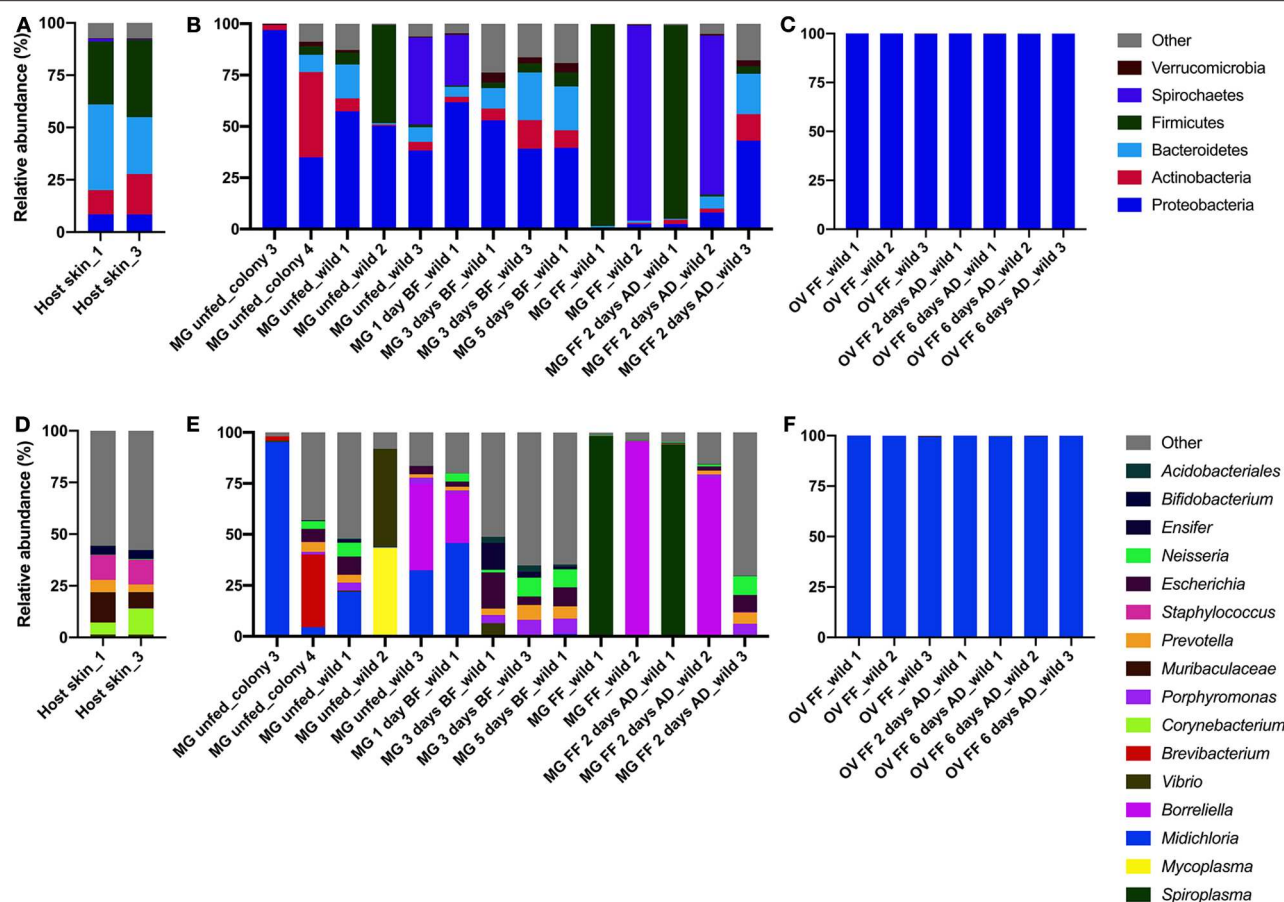 A
Relative abundance (%)
100
75
50
25
0
Host skin_1
Host skin_3
B
100
75
50
25
0
MG unfed_colony 3
MG unfed_colony 4
MG unfed_wild 1
MG unfed_wild 2
MG unfed_wild 3
MG 1 day BF_wild 1
MG 3 days BF_wild 1
MG 3 days BF_wild 3
MG 5 days BF_wild 1
MG FF_wild 1
MG FF_wild 2
MG FF 2 days AD_wild 1
MG FF 2 days AD_wild 2
MG FF 2 days AD_wild 3
C
100
75
50
25
0
OV FF_wild 1
OV FF_wild 2
OV FF_wild 3
OV FF 2 days AD_wild 1
OV FF 6 days AD_wild 1
OV FF 6 days AD_wild 2
OV FF 6 days AD_wild 3
Other
Verrucomicrobia
Spirochaetes
Firmicutes
Bacteroidetes
Actinobacteria
Proteobacteria
D
Relative abundance (%)
100
75
50
25
0
Host skin_1
Host skin_3
E
100
75
50
25
0
MG unfed_colony 3
MG unfed_colony 4
MG unfed_wild 1
MG unfed_wild 2
MG unfed_wild 3
MG 1 day BF_wild 1
MG 3 days BF_wild 1
MG 3 days BF_wild 3
MG 5 days BF_wild 1
MG FF_wild 1
MG FF_wild 2
MG FF 2 days AD_wild 1
MG FF 2 days AD_wild 2
MG FF 2 days AD_wild 3
F
100
75
50
25
0
OV FF_wild 1
OV FF_wild 2
OV FF_wild 3
OV FF 2 days AD_wild 1
OV FF 6 days AD_wild 1
OV FF 6 days AD_wild 2
OV FF 6 days AD_wild 3
Other
Acidobacteriales
Bifidobacterium
Ensifer
Neisseria
Escherichia
Staphylococcus
Prevotella
Muribaculaceae
Porphyromonas
Corynebacterium
Brevibacterium
Vibrio
Borreliella
Midichloria
Mycoplasma
Spiroplasma